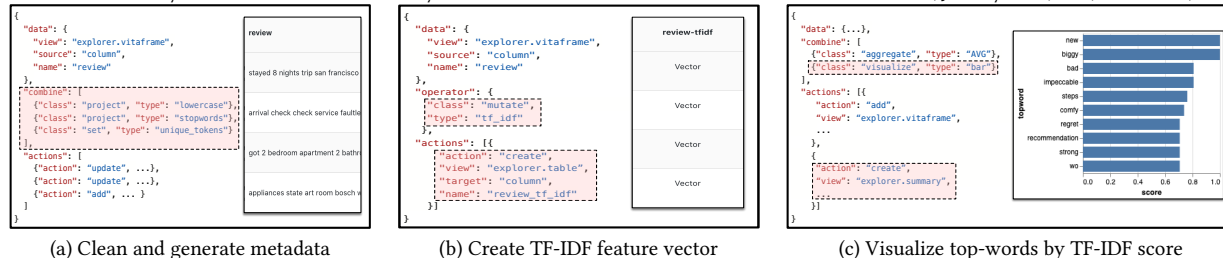 {
"data": {
"view": "explorer.vitaframe",
"source": "column",
"name": "review"
},
"combine": [
{"class": "project", "type": "lowercase"},
{"class": "project", "type": "stopwords"},
{"class": "set", "type": "unique_tokens"}
],
"actions": [
{"action": "update", ...},
{"action": "update", ...},
{"action": "add", ... }
]
}
review
stayed 8 nights trip san francisco
arrival check check service faultle
got 2 bedroom apartment 2 bathr
appliances state art room bosch w
(a) Clean and generate metadata
{
"data": {
"view": "explorer.vitaframe",
"source": "column",
"name": "review"
},
"operator": {
"class": "mutate",
"type": "tf_idf"
},
"actions": [{
"action": "create",
"view": "explorer.table",
"target": "column",
"name": "review_tf_idf"
}]
}
review-tfidf
Vector
Vector
Vector
Vector
(b) Create TF-IDF feature vector
{
"data": {...},
"combine": [
{"class": "aggregate", "type": "AVG"},
{"class": "visualize", "type": "bar"}
],
"actions": [{
"action": "add",
"view": "explorer.vitaframe",
...
},
{
"action": "create",
"view": "explorer.summary",
...
}]
}
topword
new
biggy
bad
impeccable
steps
comfy
regret
recommendation
strong
wo
0.0 0.2 0.4 0.6 0.8 1.0
score
(c) Visualize top-words by TF-IDF score